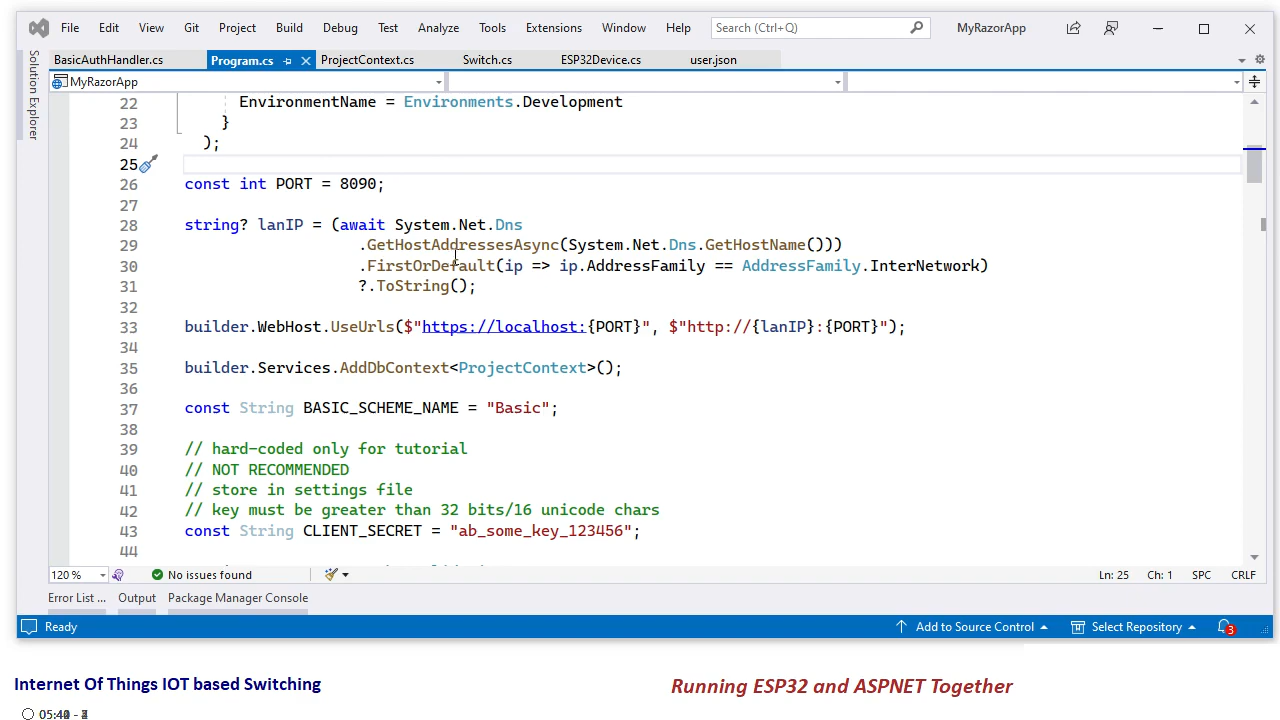 File Edit View Git Project Build Debug Test Analyze Tools Extensions Window Help Search (Ctrl+Q) MyRazorApp
BasicAuthHandler.cs Program.cs ProjectContext.cs Switch.cs ESP32Device.cs user.json
Solution Explorer
MyRazorApp
22 EnvironmentName = Environments.Development
23 }
24 );
25
26 const int PORT = 8090;
27
28 string? lanIP = (await System.Net.Dns
29 .GetHostAddressesAsync(System.Net.Dns.GetHostName()))
30 .FirstOrDefault(ip => ip.AddressFamily == AddressFamily.InterNetwork)
31 ?.ToString();
32
33 builder.WebHost.UseUrls($"https://localhost:{PORT}", $"http://{lanIP}:{PORT}");
34
35 builder.Services.AddDbContext<ProjectContext>();
36
37 const String BASIC_SCHEME_NAME = "Basic";
38
39 // hard-coded only for tutorial
40 // NOT RECOMMENDED
41 // store in settings file
42 // key must be greater than 32 bits/16 unicode chars
43 const String CLIENT_SECRET = "ab_some_key_123456";
44
120 % No issues found Ln: 25 Ch: 1 SPC CRLF
Error List ... Output Package Manager Console
Ready Add to Source Control Select Repository 3
Internet Of Things IOT based Switching Running ESP32 and ASPNET Together